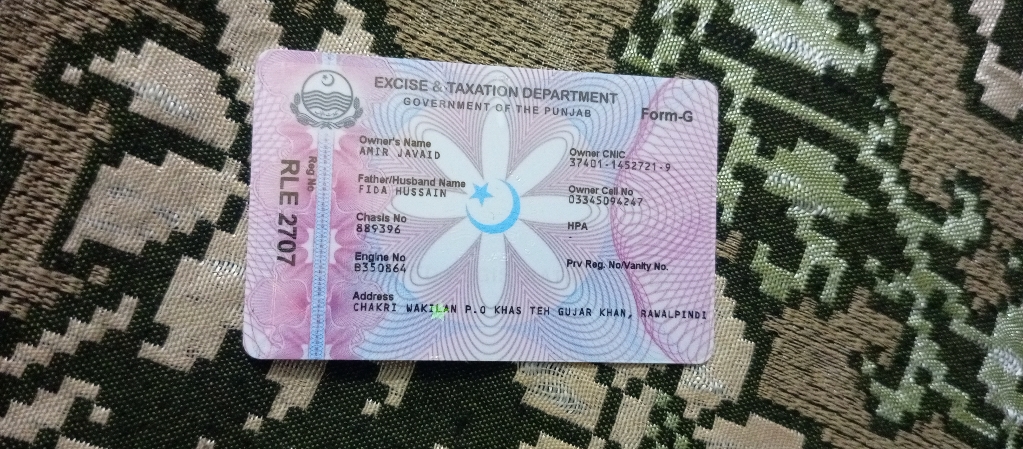 EXCISE & TAXATION DEPARTMENT
GOVERNMENT OF THE PUNJAB
Form-G
Reg No
RLE 2707
Owner's Name
AMIR JAVAID
Owner CNIC
37401-1452721-9
Father/Husband Name
FIDA HUSSAIN
Owner Cell No
03345094247
Chasis No
889396
HPA
-
Engine No
B350864
Prv Reg. No/Vanity No.
Address
CHAKRI WAKILAN P.O KHAS TEH GUJAR KHAN, RAWALPINDI